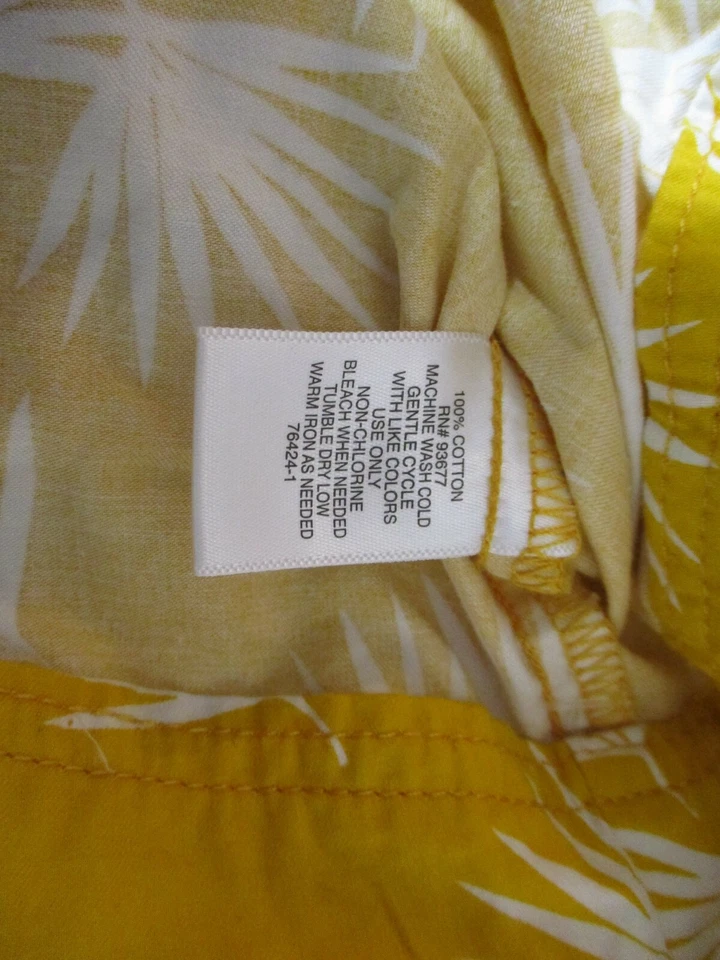 100% COTTON
RN# 93677
MACHINE WASH COLD
GENTLE CYCLE
WITH LIKE COLORS
USE ONLY
NON-CHLORINE
BLEACH WHEN NEEDED
TUMBLE DRY LOW
WARM IRON AS NEEDED
76424-1